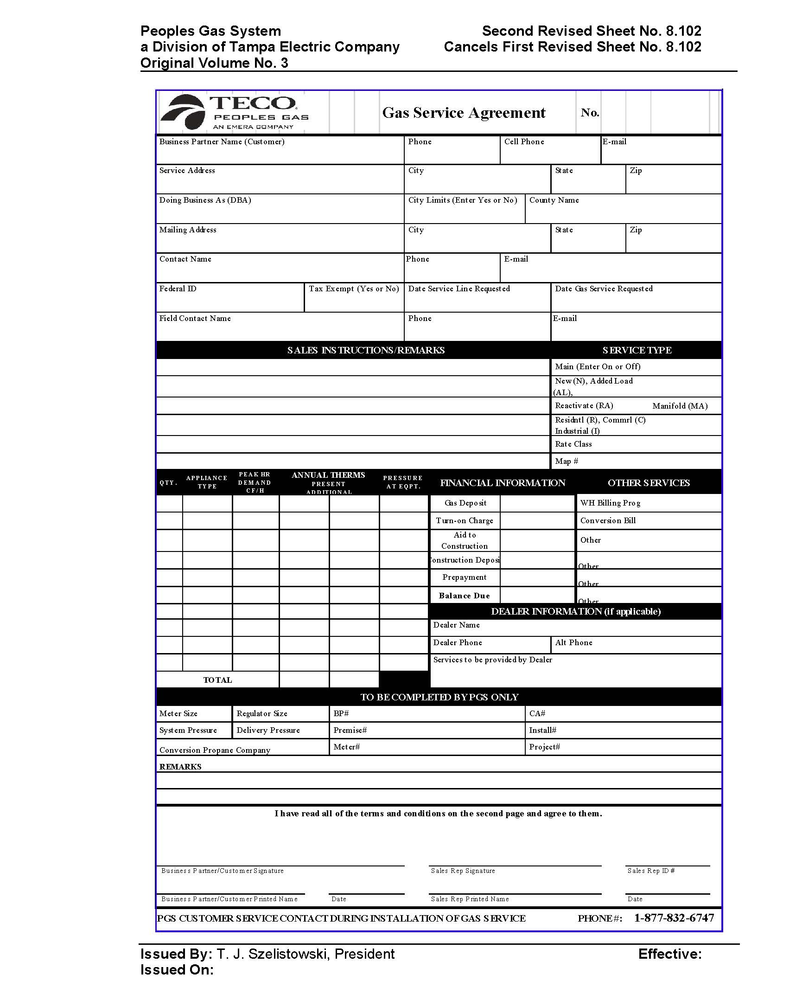 Peoples Gas System Second Revised Sheet No. 8.102
a Division of Tampa Electric Company Cancels First Revised Sheet No. 8.102
Original Volume No. 3
TECO.
PEOPLES GAS
AN EMERA COMPANY
Gas Service Agreement No.
Business Partner Name (Customer) Phone Cell Phone E-mail
Service Address City State Zip
Doing Business As (DBA) City Limits (Enter Yes or No) County Name
Mailing Address City State Zip
Contact Name Phone E-mail
Federal ID Tax Exempt (Yes or No) Date Service Line Requested Date Gas Service Requested
Field Contact Name Phone E-mail
SALES INSTRUCTIONS/REMARKS SERVICE TYPE
Main (Enter On or Off)
New (N), Added Load
(AL),
Reactivate (RA) Manifold (MA)
Residntl (R), Commrl (C)
Industrial (I)
Rate Class
Map #
QTY. APPLIANCE TYPE PEAK HR DEMAND CF/H ANNUAL THERMS PRESENT ADDITIONAL PRESSURE AT EQPT. FINANCIAL INFORMATION OTHER SERVICES
Gas Deposit WH Billing Prog
Turn-on Charge Conversion Bill
Aid to
Construction Other
Construction Deposi Other
Prepayment Other
Balance Due Other
DEALER INFORMATION (if applicable)
Dealer Name
Dealer Phone Alt Phone
Services to be provided by Dealer
TOTAL
TO BE COMPLETED BY PGS ONLY
Meter Size Regulator Size BP# CA#
System Pressure Delivery Pressure Premise# Install#
Conversion Propane Company Meter# Project#
REMARKS
I have read all of the terms and conditions on the second page and agree to them.
Business Partner/Customer Signature Sales Rep Signature Sales Rep ID #
Business Partner/Customer Printed Name Date Sales Rep Printed Name Date
PGS CUSTOMER SERVICE CONTACT DURING INSTALLATION OF GAS SERVICE PHONE #: 1-877-832-6747
Issued By: T. J. Szelistowski, President Effective:
Issued On: